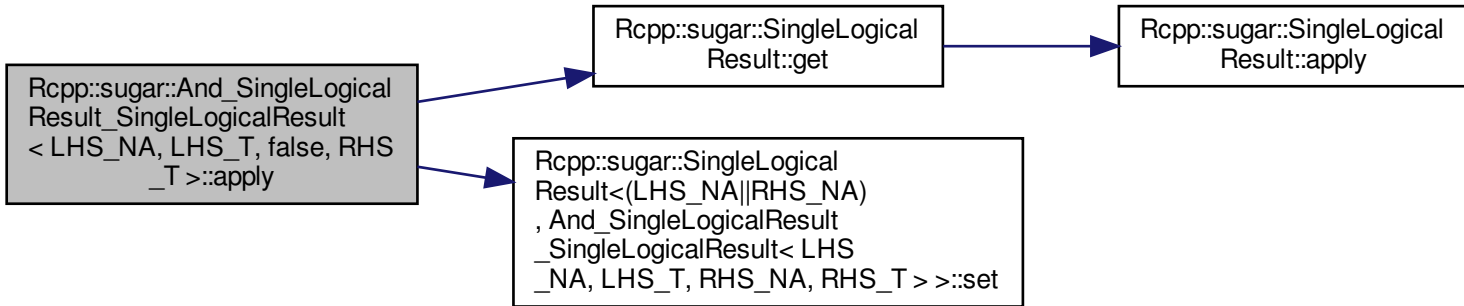 Rcpp::sugar::And_SingleLogical
Result_SingleLogicalResult
< LHS_NA, LHS_T, false, RHS
_T >::apply
Rcpp::sugar::SingleLogical
Result::get
Rcpp::sugar::SingleLogical
Result::apply
Rcpp::sugar::SingleLogical
Result<(LHS_NA||RHS_NA)
, And_SingleLogicalResult
_SingleLogicalResult< LHS
_NA, LHS_T, RHS_NA, RHS_T > >::set